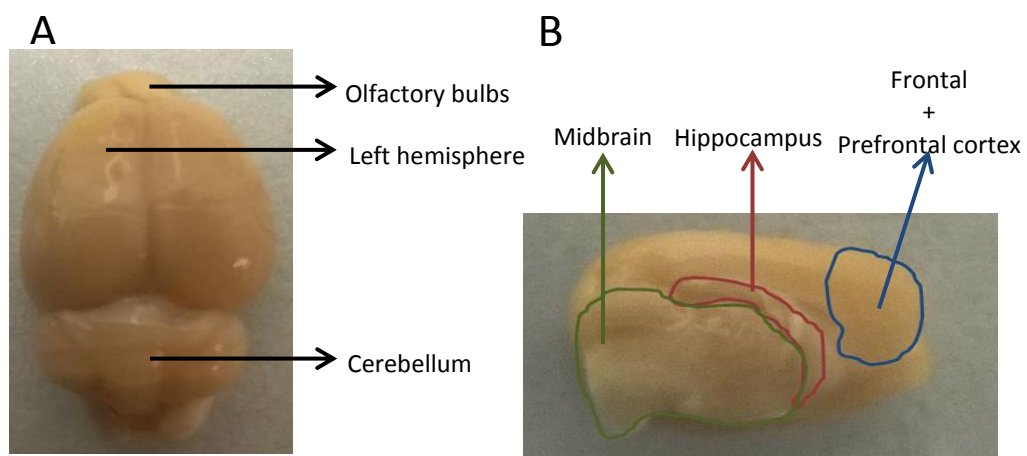 A
Olfactory bulbs
Left hemisphere
Cerebellum
B
Midbrain
Hippocampus
Frontal
+
Prefrontal cortex